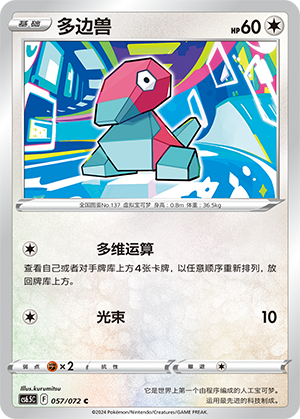 基础 多边兽 HP60
全国图鉴No.137 虚拟宝可梦 身高：0.8m 体重：36.5kg
多维运算
查看自己或者对手牌库上方4张卡牌，以任意顺序重新排列，放
回牌库上方。
光束 10
弱点 ×2 抵抗力 撤退
Illus.kurumitsu
CS6.5C F 057/072 C
它是世界上第一个由程序编成的人工宝可梦。
运用最先进的科技制成。
©2024 Pokémon/Nintendo/Creatures/GAME FREAK.